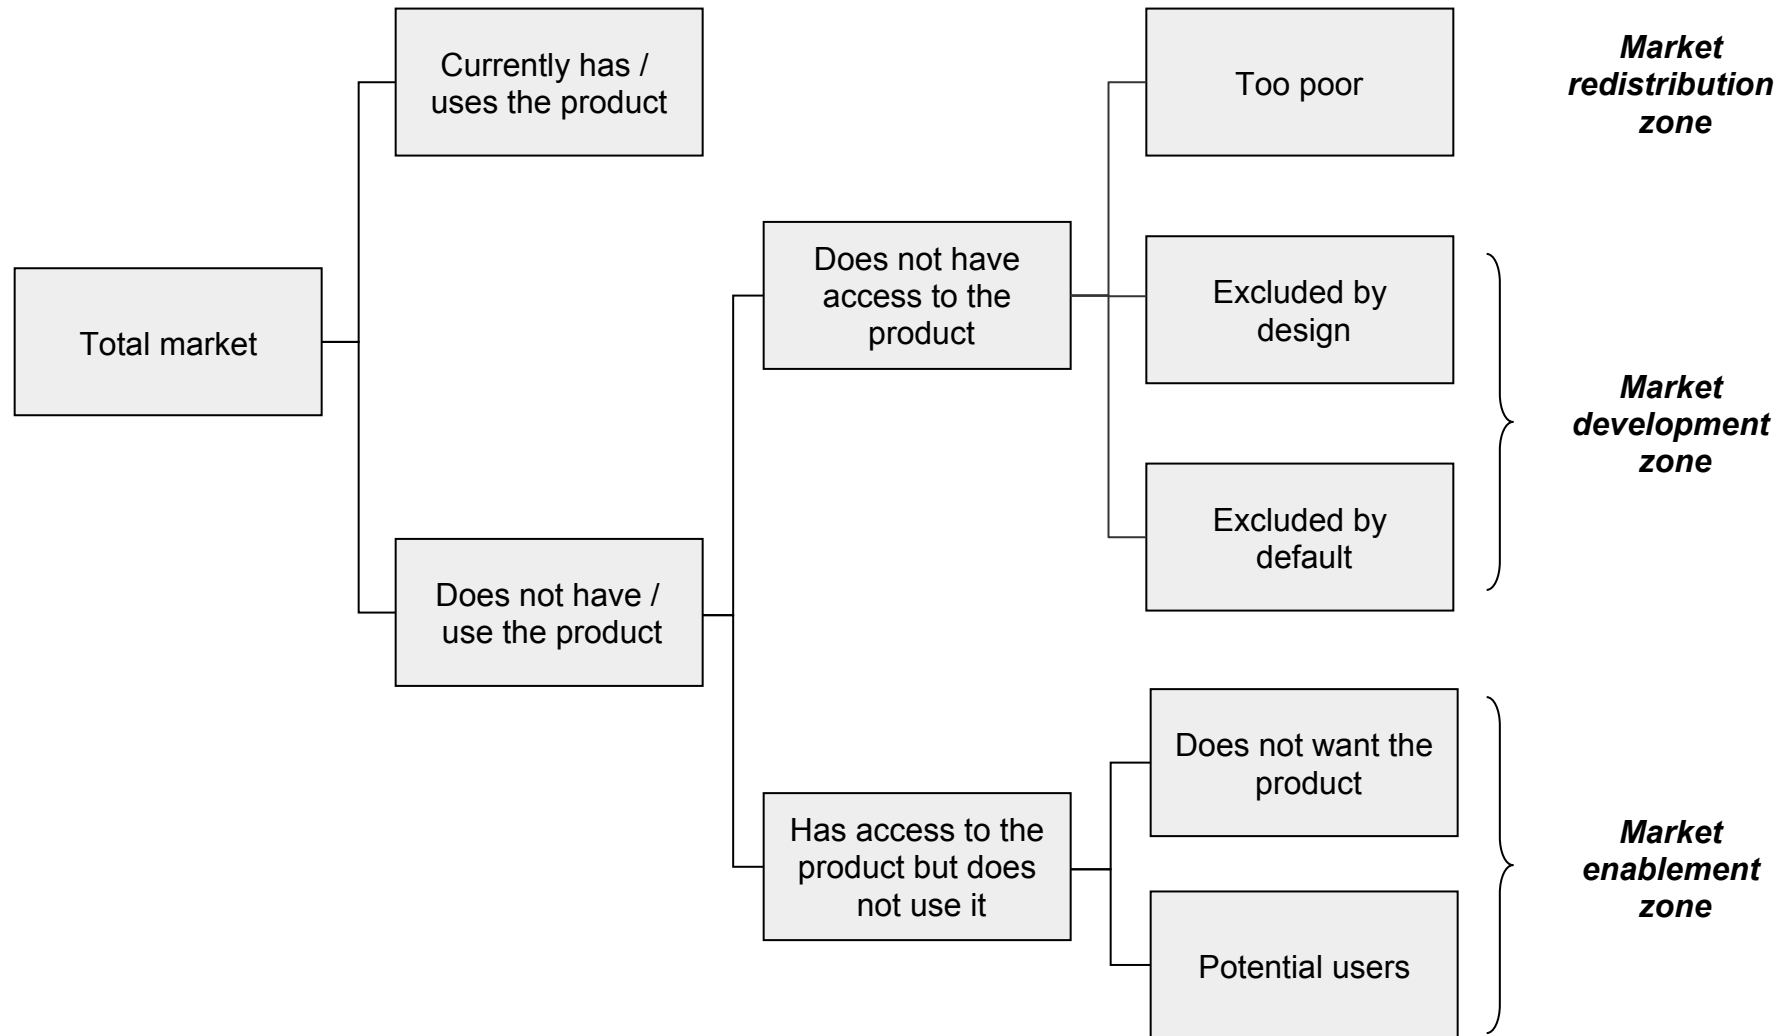 Currently has /
uses the product
Too poor
Market
redistribution
zone
Total market
Does not have
access to the
product
Excluded by
design
Market
development
zone
Excluded by
default
Does not have /
use the product
Does not want the
product
Has access to the
product but does
not use it
Market
enablement
zone
Potential users